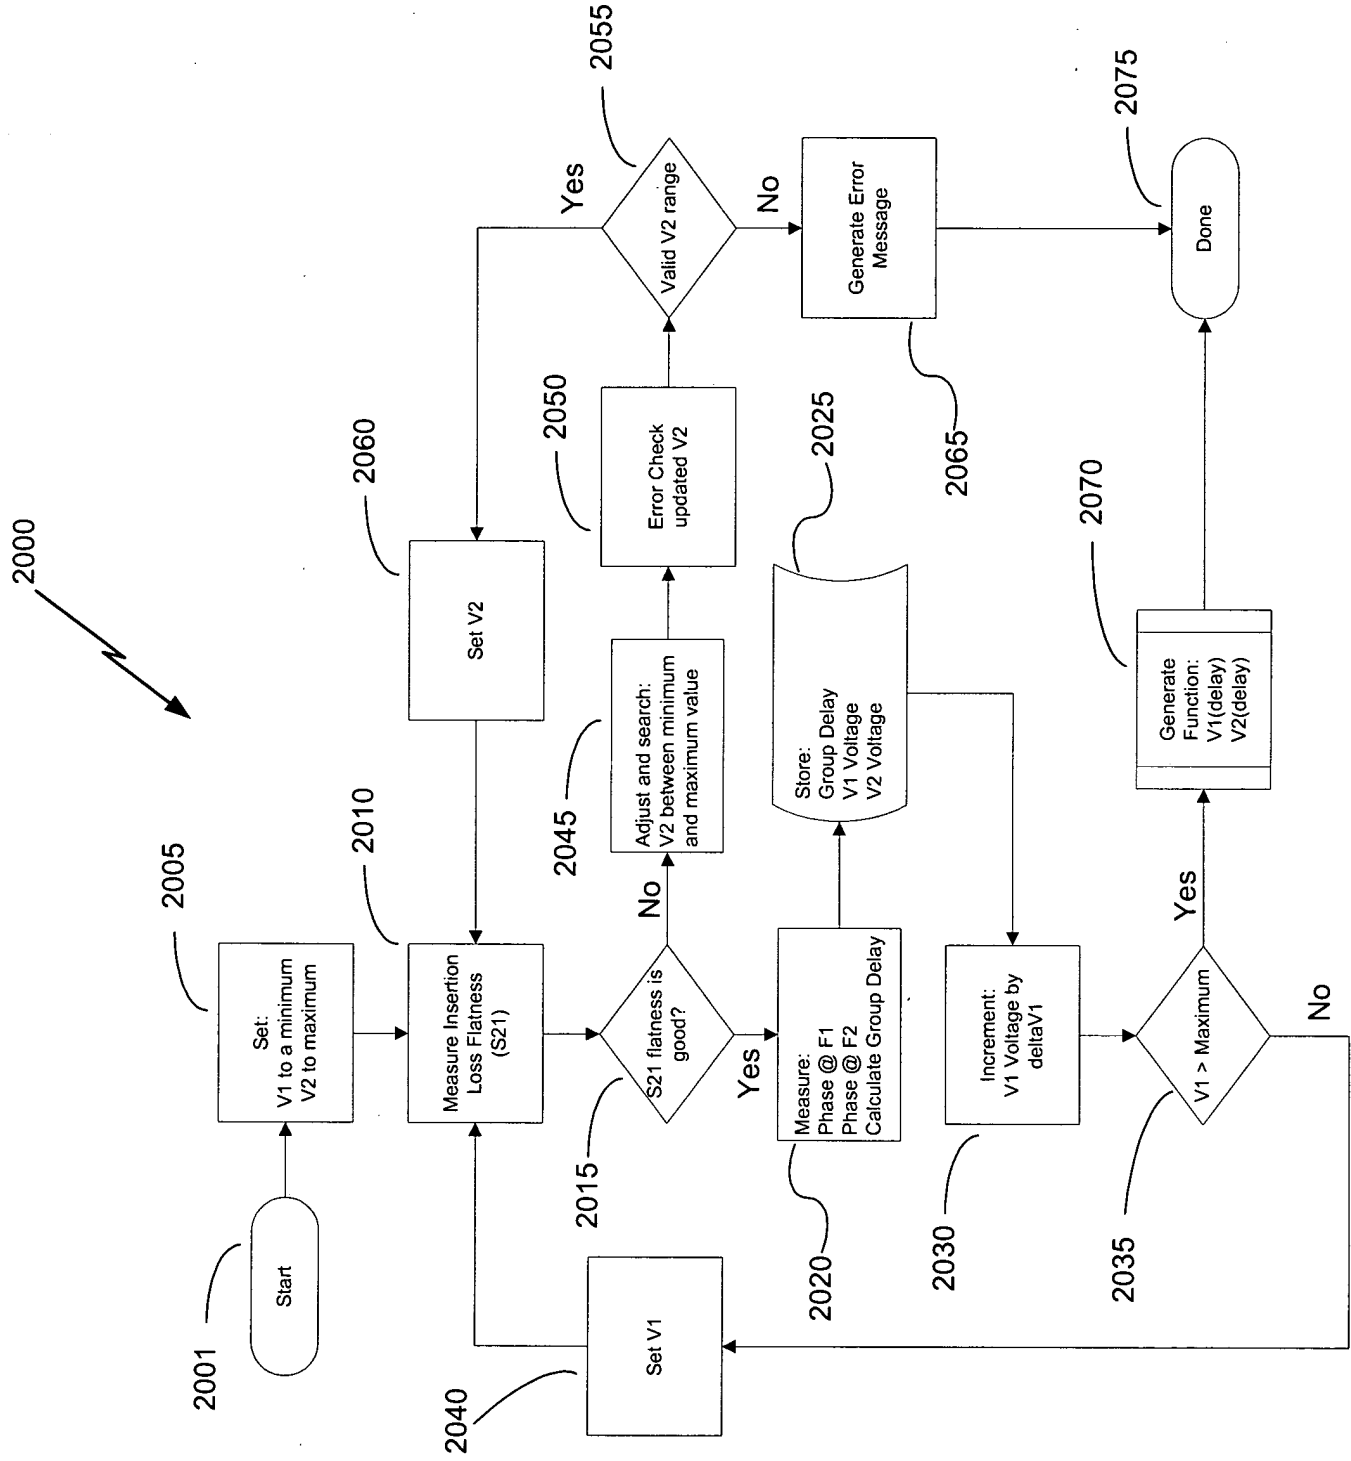 2000
2001
Start
2005
Set:
V1 to a minimum
V2 to maximum
2010
Measure Insertion
Loss Flatness
(S21)
2060
Set V2
2040
Set V1
2015
S21 flatness is
good?
No
Yes
2045
Adjust and search:
V2 between minimum
and maximum value
2050
Error Check
updated V2
2055
Valid V2 range
Yes
No
2020
Measure:
Phase @ F1
Phase @ F2
Calculate Group Delay
2025
Store:
Group Delay
V1 Voltage
V2 Voltage
2065
Generate Error
Message
2030
Increment:
V1 Voltage by
deltaV1
2035
V1 > Maximum
Yes
No
2070
Generate
Function:
V1(delay)
V2(delay)
2075
Done